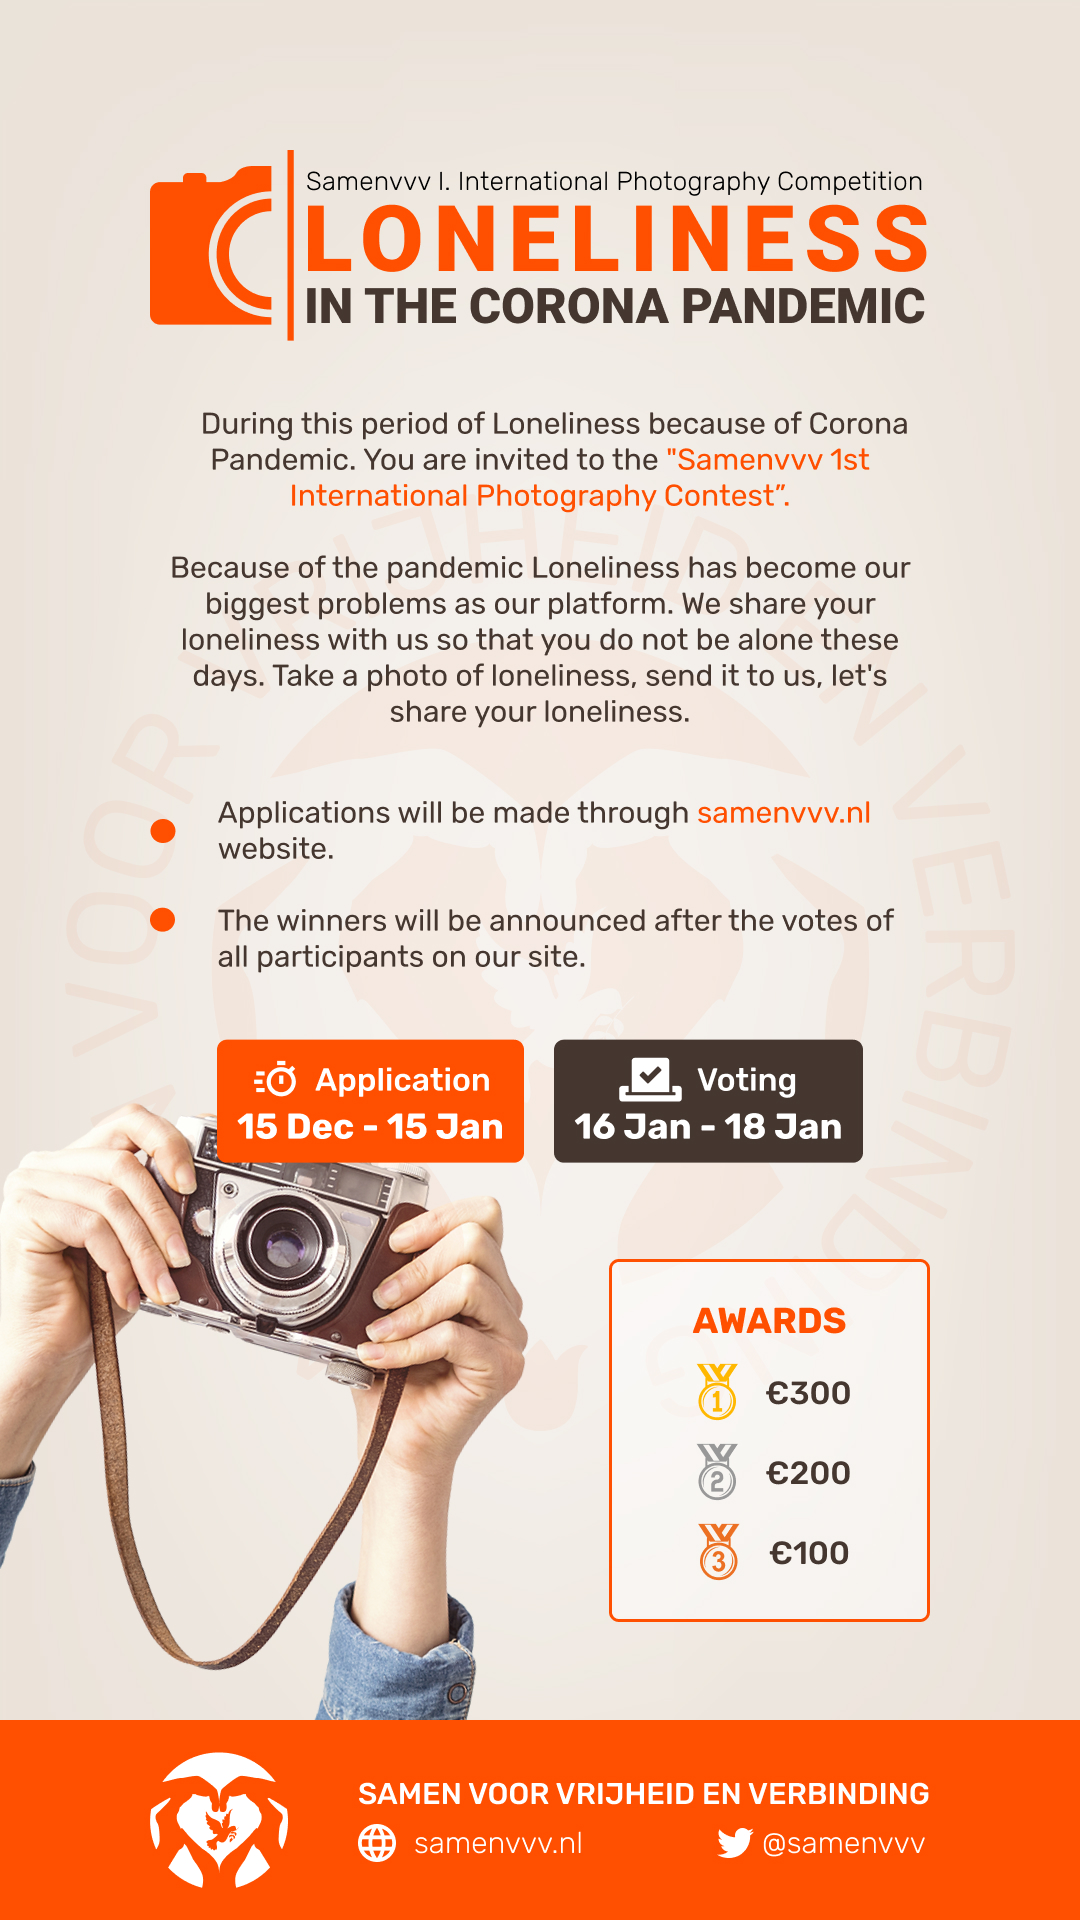 Samenvvv I. International Photography Competition
LONELINESS
IN THE CORONA PANDEMIC
During this period of Loneliness because of Corona
Pandemic. You are invited to the "Samenvvv 1st
International Photography Contest”.
Because of the pandemic Loneliness has become our
biggest problems as our platform. We share your
loneliness with us so that you do not be alone these
days. Take a photo of loneliness, send it to us, let's
share your loneliness.
Applications will be made through samenvvv.nl
website.
The winners will be announced after the votes of
all participants on our site.
Application
15 Dec - 15 Jan
Voting
16 Jan - 18 Jan
AWARDS
1 €300
2 €200
3 €100
VOOR VRIJHEID EN VERBINDING
SAMEN VOOR VRIJHEID EN VERBINDING
samenvvv.nl
@samenvvv